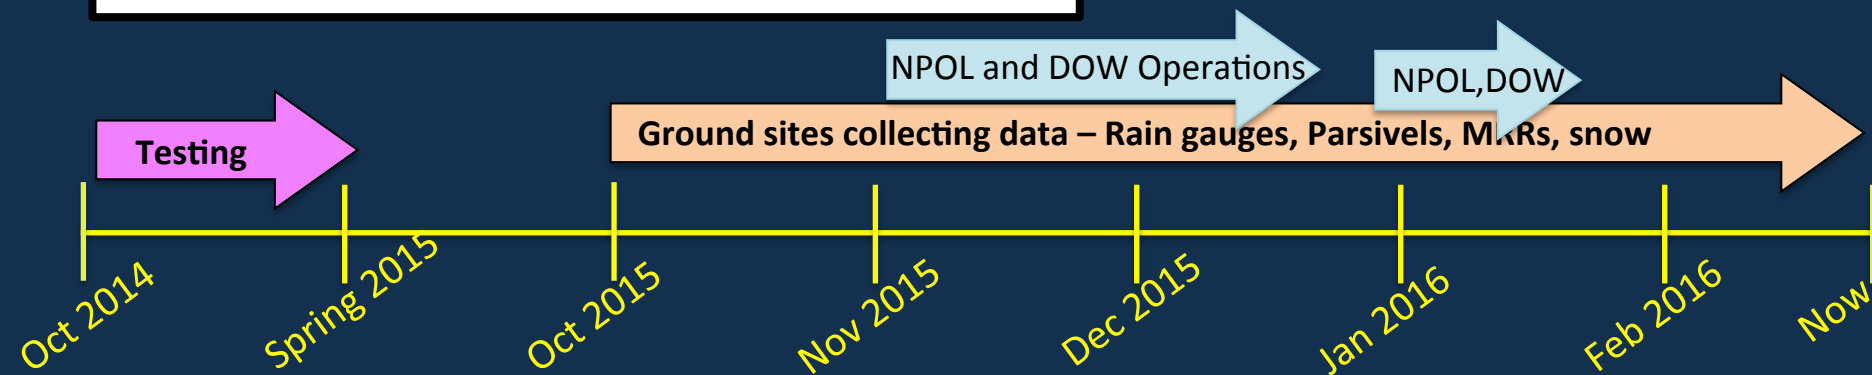 NPOL and DOW Operations
NPOL,DOW
Testing
Ground sites collecting data – Rain gauges, Parsivels, MRRs, snow
Oct 2014
Spring 2015
Oct 2015
Nov 2015
Dec 2015
Jan 2016
Feb 2016
Now